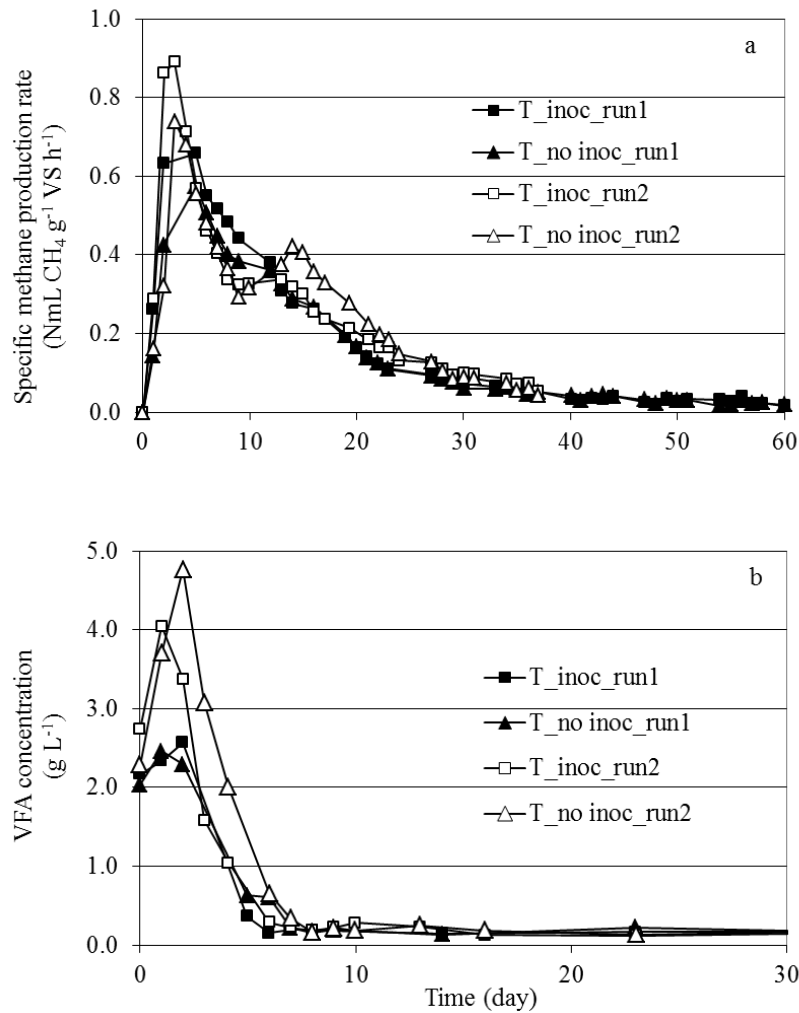 a
1.0
0.8
0.6
0.4
0.2
0.0
0 10 20 30 40 50 60
Specific methane production rate
(NmL CH₄ g⁻¹ VS h⁻¹)
T_inoc_run1
T_no inoc_run1
T_inoc_run2
T_no inoc_run2
b
5.0
4.0
3.0
2.0
1.0
0.0
0 10 20 30
VFA concentration
(g L⁻¹)
T_inoc_run1
T_no inoc_run1
T_inoc_run2
T_no inoc_run2
Time (day)